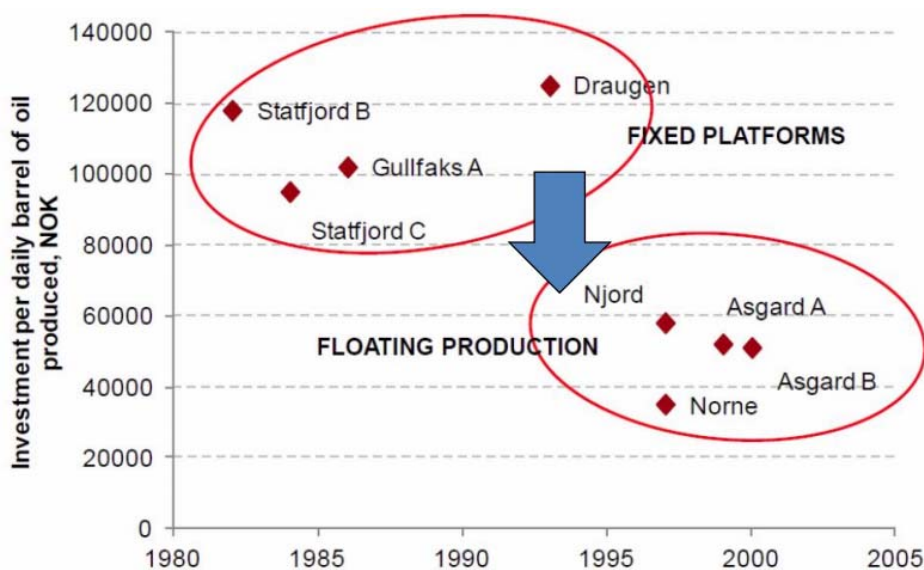 Investment per daily barrel of oil
produced, NOK
140000
120000
100000
80000
60000
40000
20000
0
1980
1985
1990
1995
2000
2005
Draugen
Statfjord B
FIXED PLATFORMS
Gullfaks A
Statfjord C
Njord
Asgard A
FLOATING PRODUCTION
Asgard B
Norne